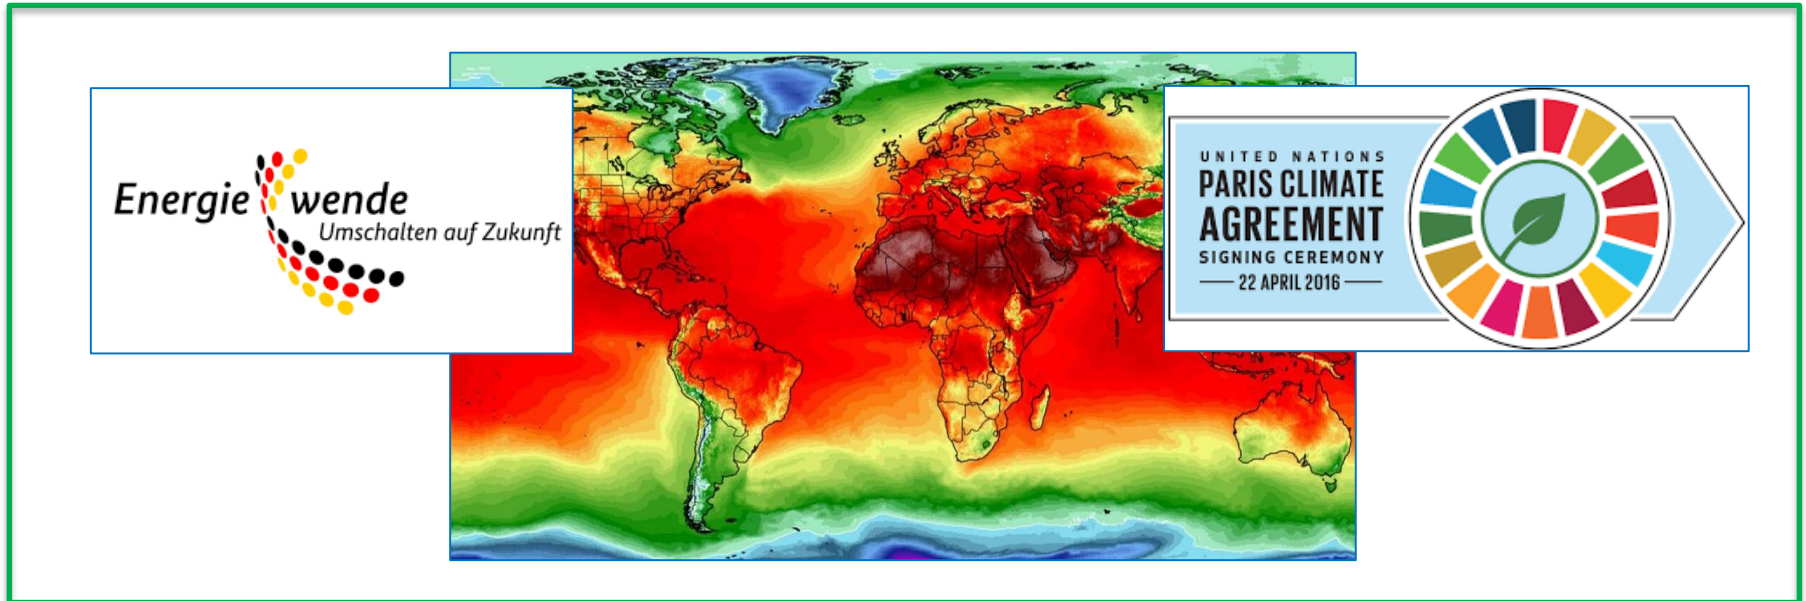 Energie wende
Umschalten auf Zukunft
UNITED NATIONS
PARIS CLIMATE
AGREEMENT
SIGNING CEREMONY
22 APRIL 2016